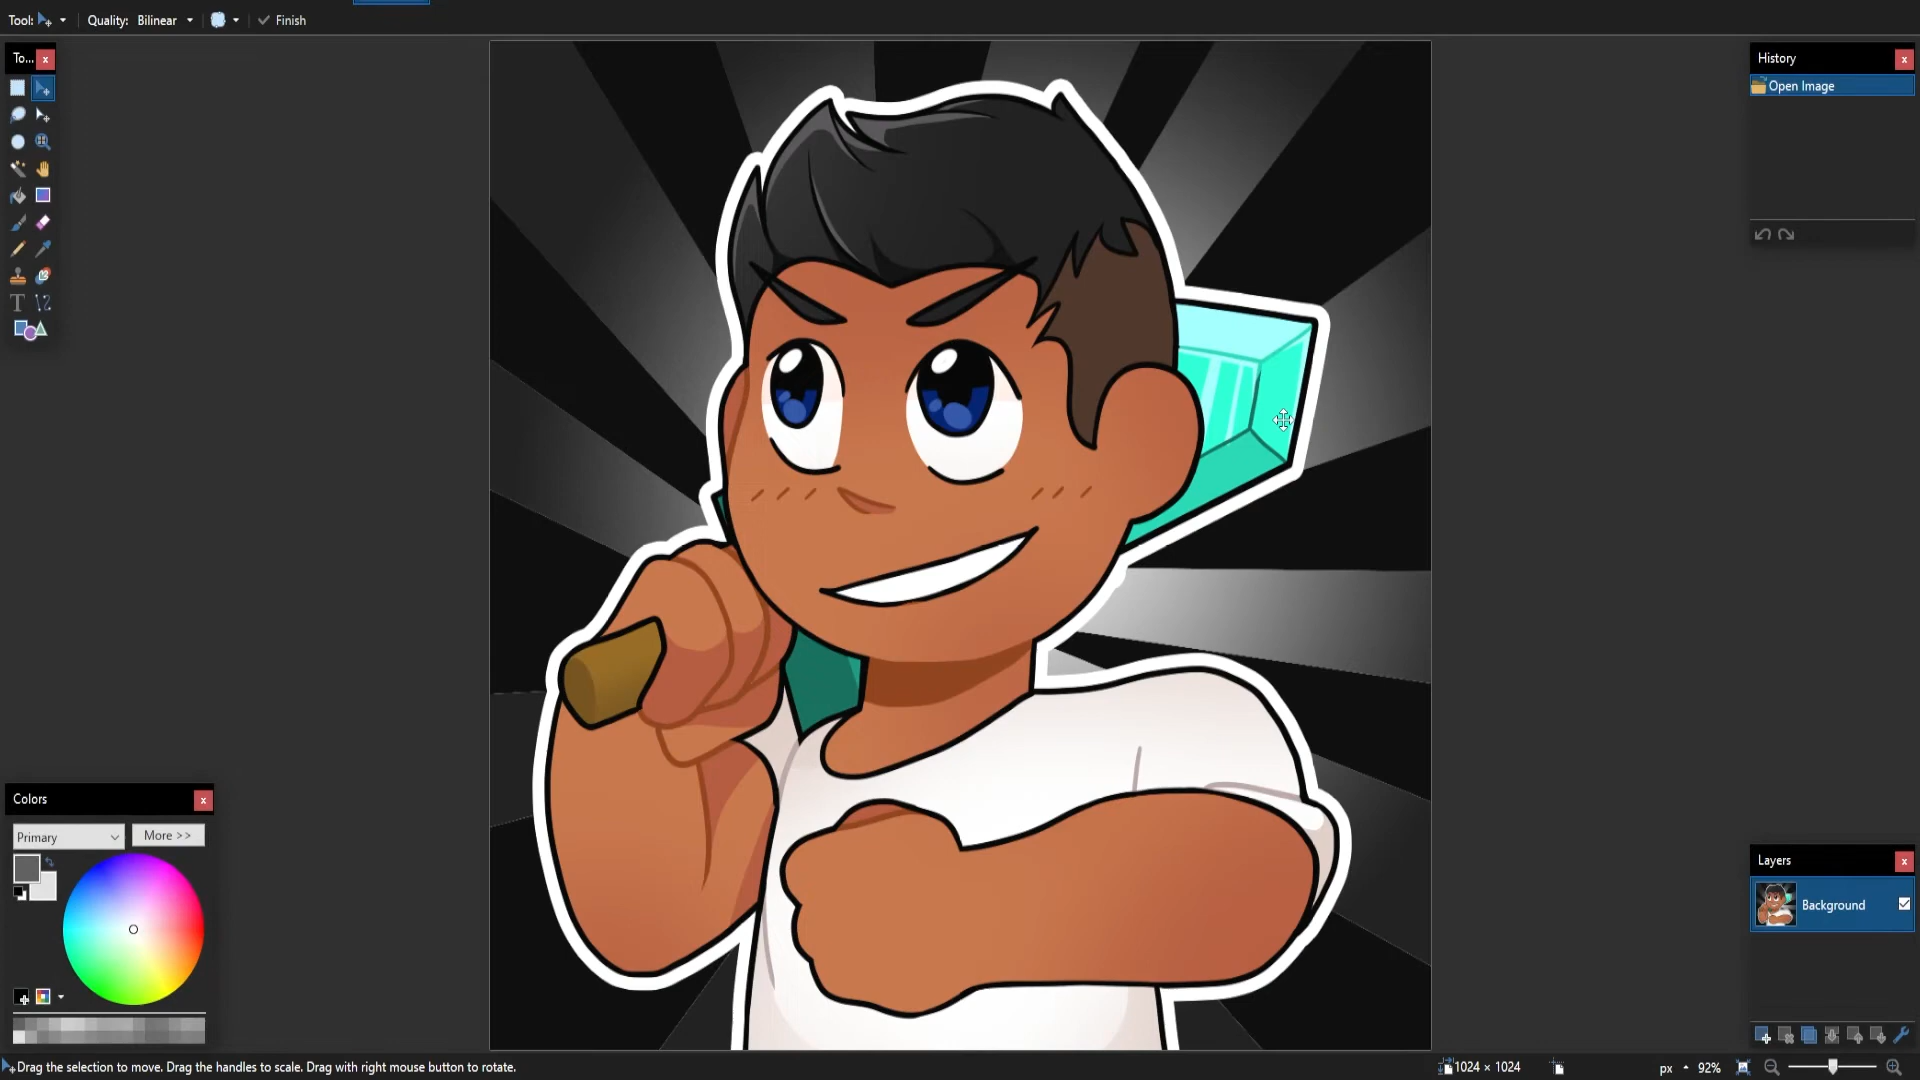 Tool:
Quality: Bilinear
Finish
To...
History
Open Image
Colors
Primary
More >>
Layers
Background
Drag the selection to move. Drag the handles to scale. Drag with right mouse button to rotate.
1024 × 1024
px
92%